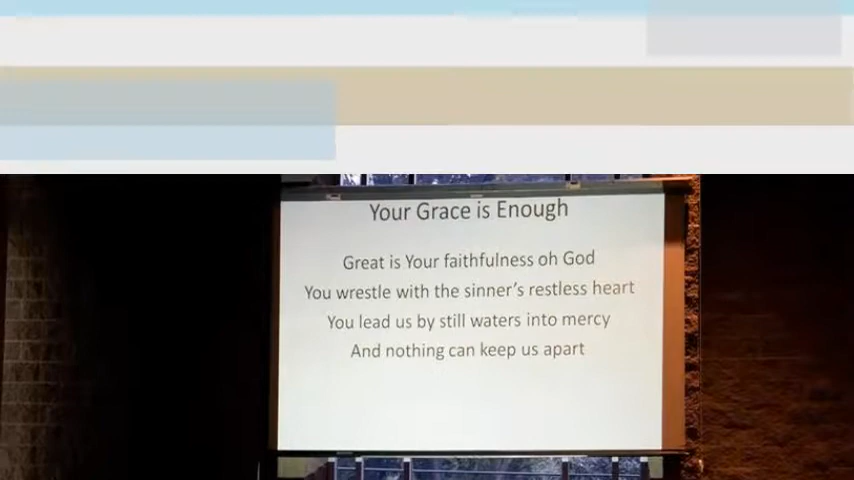 Your Grace is Enough
Great is Your faithfulness oh God
You wrestle with the sinner's restless heart
You lead us by still waters into mercy
And nothing can keep us apart